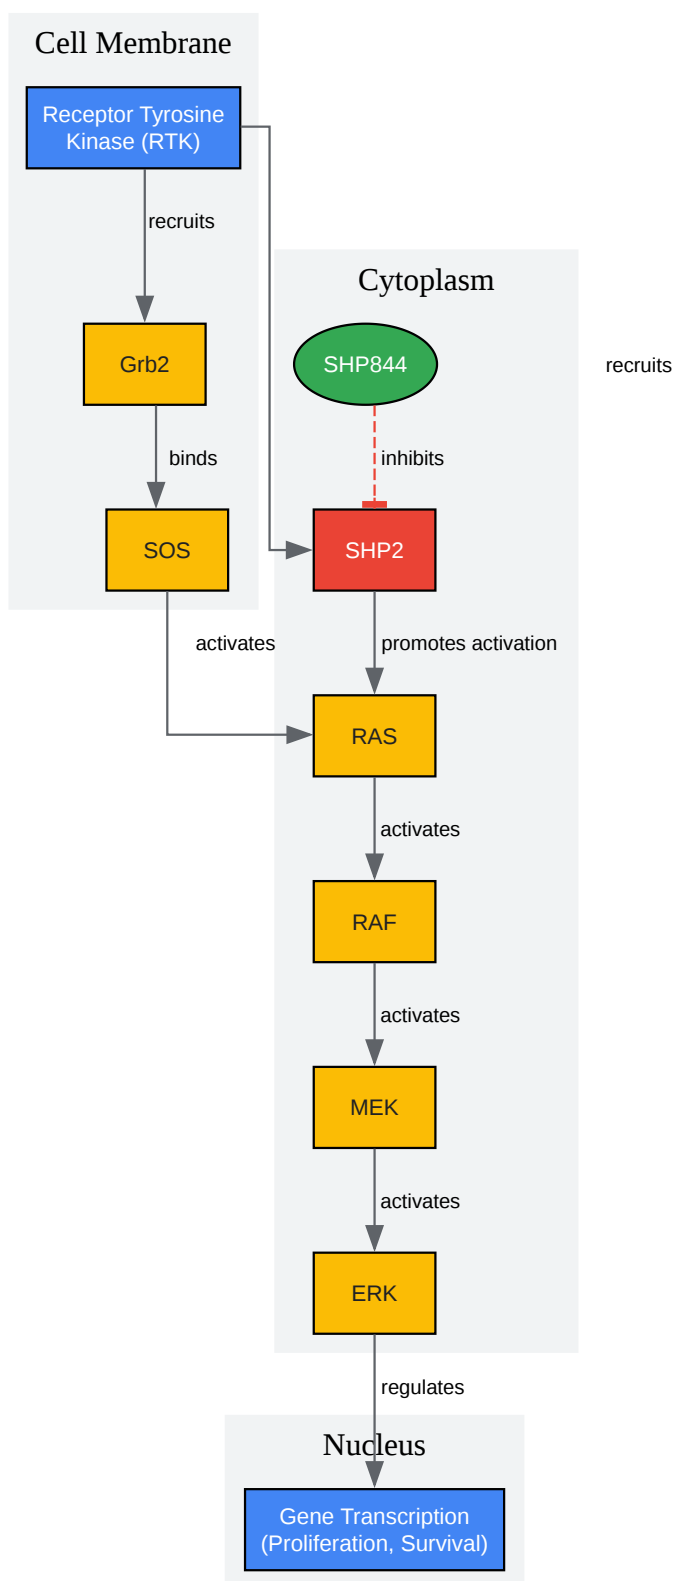 Cell Membrane
Receptor Tyrosine
Kinase (RTK)
recruits
Cytoplasm
Grb2
SHP844
recruits
binds
inhibits
SOS
SHP2
activates
promotes activation
RAS
activates
RAF
activates
MEK
activates
ERK
regulates
Nucleus
Gene Transcription
(Proliferation, Survival)